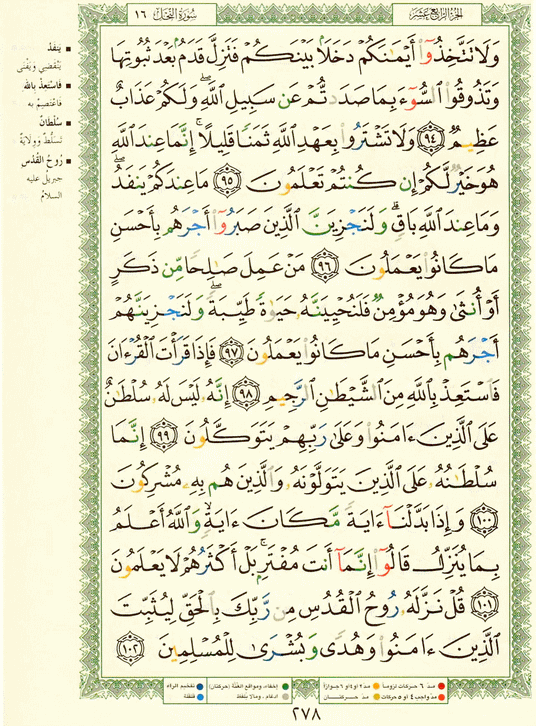 الجزء الرابع عشر
سورة النحل ١٦
وَلَا تَتَّخِذُوٓا۟ أَيْمَٰنَكُمْ دَخَلًۢا بَيْنَكُمْ فَتَزِلَّ قَدَمٌۢ بَعْدَ ثُبُوتِهَا
وَتَذُوقُوا۟ ٱلسُّوٓءَ بِمَا صَدَدتُّمْ عَن سَبِيلِ ٱللَّهِ ۖ وَلَكُمْ عَذَابٌ
عَظِيمٌ ٩٤ وَلَا تَشْتَرُوا۟ بِعَهْدِ ٱللَّهِ ثَمَنًا قَلِيلًا ۚ إِنَّمَا عِندَ ٱللَّهِ
هُوَ خَيْرٌ لَّكُمْ إِن كُنتُمْ تَعْلَمُونَ ٩٥ مَا عِندَكُمْ يَنفَدُ ۖ
وَمَا عِندَ ٱللَّهِ بَاقٍ ۗ وَلَنَجْزِيَنَّ ٱلَّذِينَ صَبَرُوٓا۟ أَجْرَهُم بِأَحْسَنِ
مَا كَانُوا۟ يَعْمَلُونَ ٩٦ مَنْ عَمِلَ صَٰلِحًا مِّن ذَكَرٍ
أَوْ أُنثَىٰ وَهُوَ مُؤْمِنٌ فَلَنُحْيِيَنَّهُۥ حَيَوٰةً طَيِّبَةً ۖ وَلَنَجْزِيَنَّهُمْ
أَجْرَهُم بِأَحْسَنِ مَا كَانُوا۟ يَعْمَلُونَ ٩٧ فَإِذَا قَرَأْتَ ٱلْقُرْءَانَ
فَٱسْتَعِذْ بِٱللَّهِ مِنَ ٱلشَّيْطَٰنِ ٱلرَّجِيمِ ٩٨ إِنَّهُۥ لَيْسَ لَهُۥ سُلْطَٰنٌ
عَلَى ٱلَّذِينَ ءَامَنُوا۟ وَعَلَىٰ رَبِّهِمْ يَتَوَكَّلُونَ ٩٩ إِنَّمَا
سُلْطَٰنُهُۥ عَلَى ٱلَّذِينَ يَتَوَلَّوْنَهُۥ وَٱلَّذِينَ هُم بِهِۦ مُشْرِكُونَ
١٠٠ وَإِذَا بَدَّلْنَآ ءَايَةً مَّكَانَ ءَايَةٍ ۙ وَٱللَّهُ أَعْلَمُ
بِمَا يُنَزِّلُ قَالُوٓا۟ إِنَّمَآ أَنتَ مُفْتَرٍۭ ۚ بَلْ أَكْثَرُهُمْ لَا يَعْلَمُونَ
١٠١ قُلْ نَزَّلَهُۥ رُوحُ ٱلْقُدُسِ مِن رَّبِّكَ بِٱلْحَقِّ لِيُثَبِّتَ
ٱلَّذِينَ ءَامَنُوا۟ وَهُدًى وَبُشْرَىٰ لِلْمُسْلِمِينَ ١٠٢
ينفد
ينقضي ويفنى
فاستعذ بالله
فاعتصم به
سلطان
تسلط وولاية
روح القدس
جبريل عليه
السلام
مد ٦ حركات لزوما مد ٢ أو ٤ أو ٦ جوازا إخفاء، ومواقع الغنة (حركتان) تفخيم الراء
مد واجب ٤ أو ٥ حركات مد حركتان إدغام، وما لا يلفظ قلقلة
٢٧٨